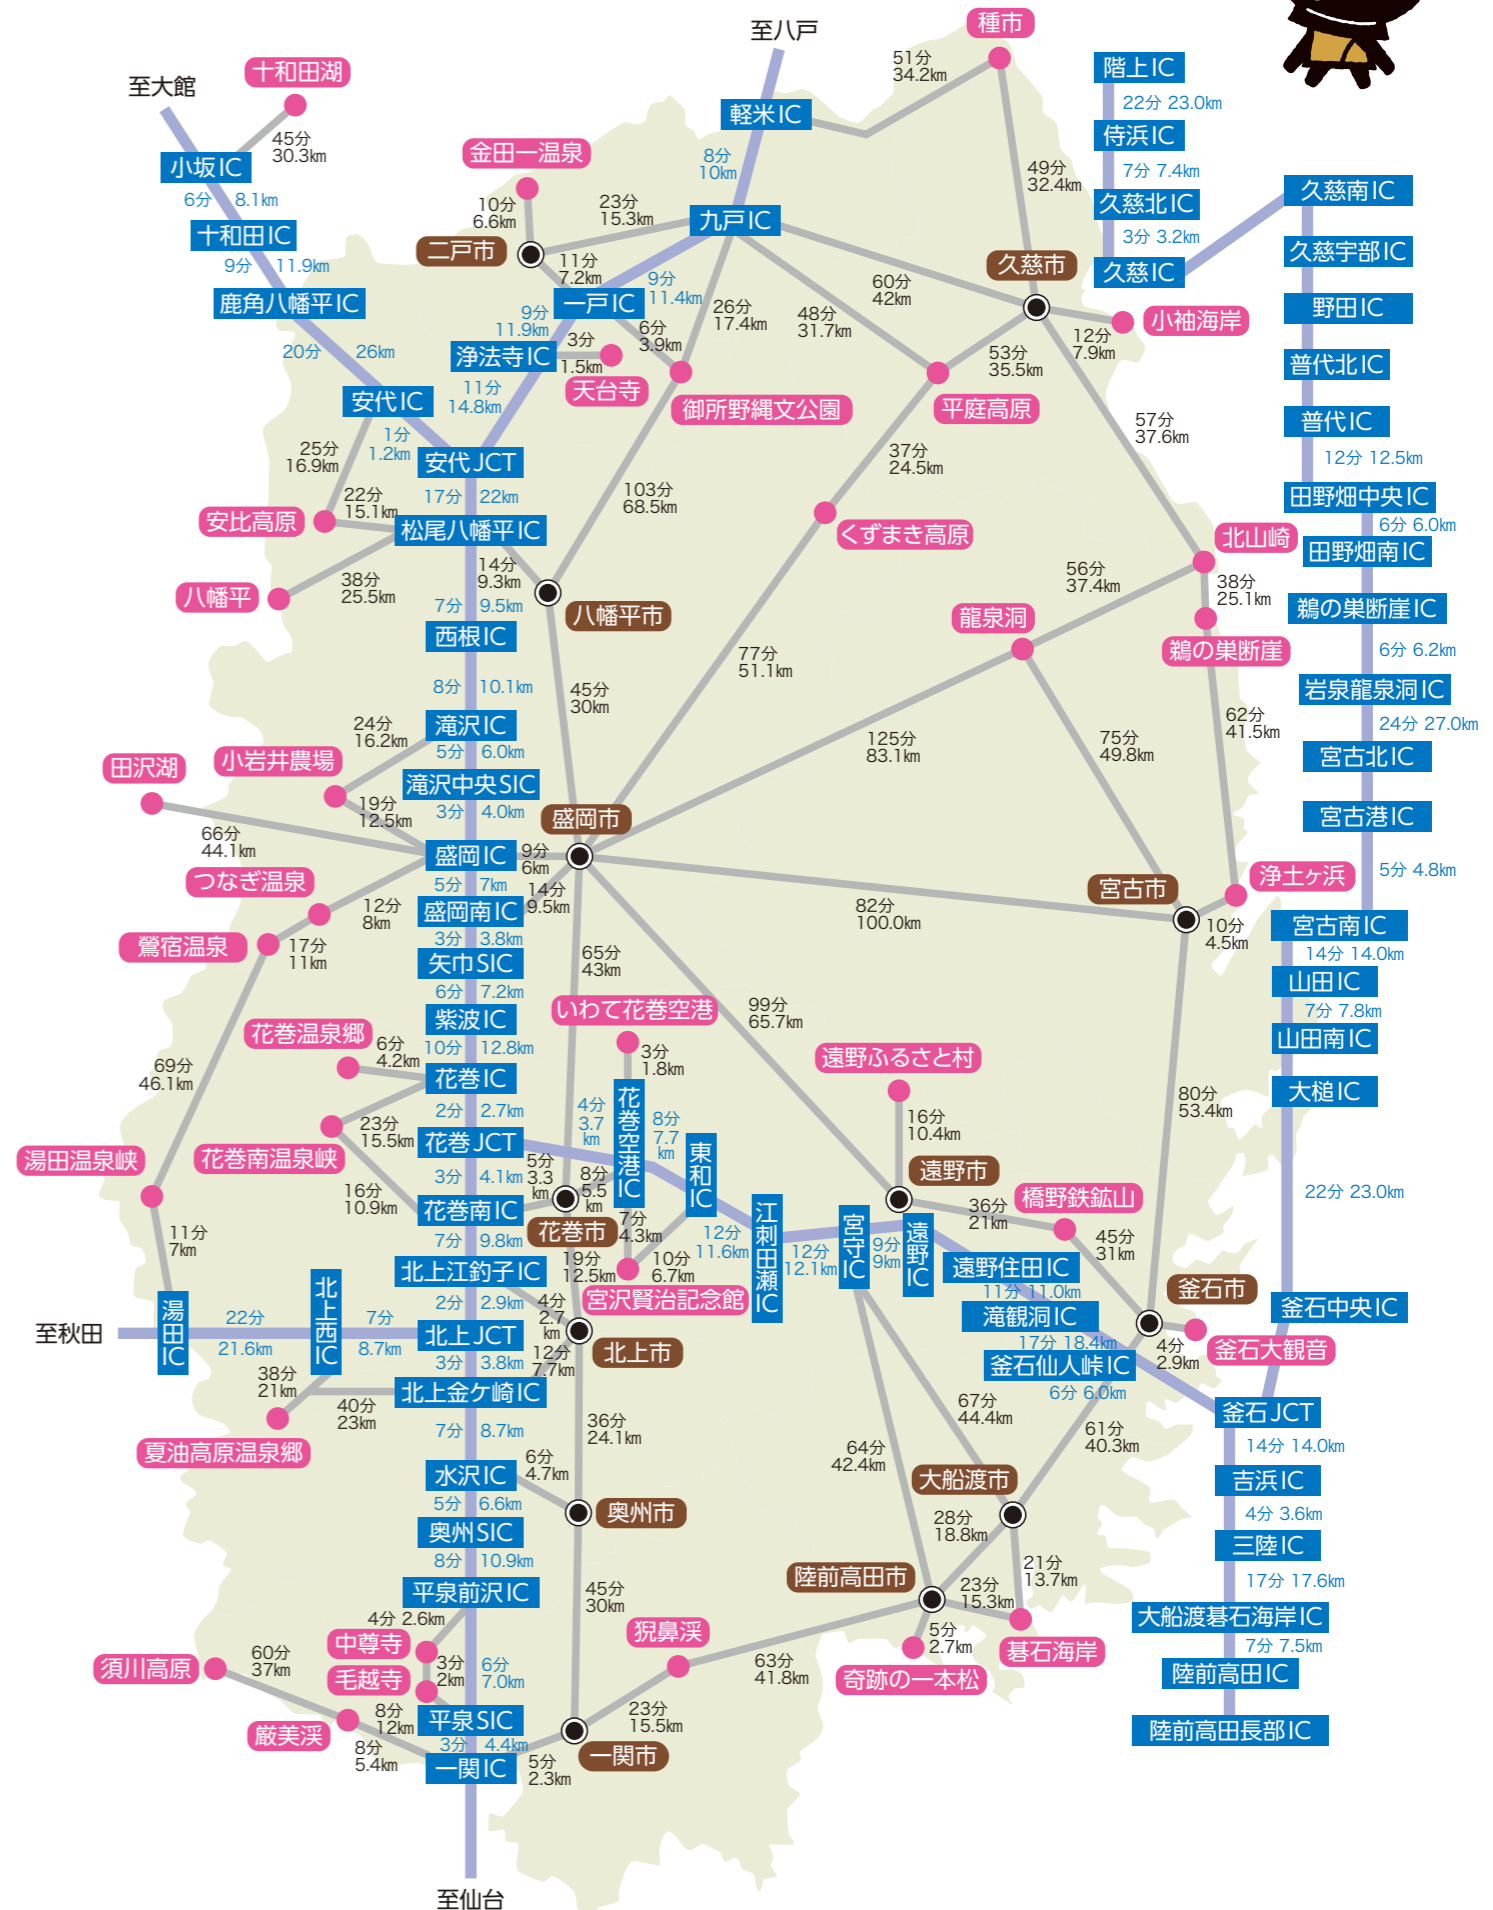 至八戸
種市
至大館
十和田湖
51分
34.2km
階上IC
22分 23.0km
軽米IC
侍浜IC
45分
30.3km
小坂IC
金田一温泉
8分
10km
49分
32.4km
7分 7.4km
6分 8.1km
10分
6.6km
23分
15.3km
久慈北IC
久慈南IC
十和田IC
二戸市
九戸IC
3分 3.2km
9分 11.9km
11分
7.2km
久慈市
久慈IC
久慈宇部IC
鹿角八幡平IC
一戸IC
9分
11.4km
60分
42km
野田IC
9分
11.9km
26分
17.4km
48分
31.7km
小袖海岸
12分
7.9km
20分 26km
浄法寺IC
3分
1.5km
6分
3.9km
53分
35.5km
普代北IC
安代IC
11分
14.8km
天台寺
御所野縄文公園
平庭高原
普代IC
1分
1.2km
57分
37.6km
25分
16.9km
安代JCT
37分
24.5km
12分 12.5km
22分
15.1km
17分 22km
103分
68.5km
田野畑中央IC
安比高原
松尾八幡平IC
くずまき高原
6分 6.0km
北山崎
田野畑南IC
八幡平
38分
25.5km
14分
9.3km
56分
37.4km
38分
25.1km
7分 9.5km
八幡平市
龍泉洞
鵜の巣断崖IC
西根IC
77分
51.1km
鵜の巣断崖
6分 6.2km
8分 10.1km
45分
30km
岩泉龍泉洞IC
24分
16.2km
滝沢IC
125分
83.1km
75分
49.8km
62分
41.5km
24分 27.0km
田沢湖
小岩井農場
5分 6.0km
宮古北IC
滝沢中央SIC
19分
12.5km
3分 4.0km
盛岡市
宮古港IC
66分
44.1km
盛岡IC
9分
6km
つなぎ温泉
5分 7km
14分
9.5km
宮古市
浄土ヶ浜
5分 4.8km
12分
8km
盛岡南IC
82分
100.0km
10分
4.5km
宮古南IC
鶯宿温泉
17分
11km
3分 3.8km
14分 14.0km
矢巾SIC
65分
43km
山田IC
6分 7.2km
いわて花巻空港
99分
65.7km
7分 7.8km
花巻温泉郷
紫波IC
山田南IC
6分
4.2km
10分 12.8km
3分
1.8km
遠野ふるさと村
69分
46.1km
花巻IC
大槌IC
2分 2.7km
4分
3.7
km
花巻空港IC
8分
7.7
km
16分
10.4km
80分
53.4km
23分
15.5km
花巻JCT
東和IC
湯田温泉峡
花巻南温泉峡
3分 4.1km
5分
3.3
km
8分
5.5
km
遠野市
橋野鉄鉱山
22分 23.0km
16分
10.9km
花巻南IC
花巻市
7分
4.3km
12分
11.6km
江刺田瀬IC
宮守IC
遠野IC
36分
21km
45分
31km
11分
7km
7分 9.8km
19分
12.5km
10分
6.7km
12分
12.1km
9分
9km
遠野住田IC
釜石市
北上江釣子IC
宮沢賢治記念館
11分 11.0km
湯田IC
北上西IC
2分 2.9km
4分
2.7
km
滝観洞IC
釜石中央IC
至秋田
22分
21.6km
7分
8.7km
北上JCT
北上市
17分 18.4km
4分
2.9km
釜石大観音
3分 3.8km
12分
7.7km
釜石仙人峠IC
38分
21km
北上金ケ崎IC
6分 6.0km
40分
23km
67分
44.4km
釜石JCT
夏油高原温泉郷
7分 8.7km
36分
24.1km
64分
42.4km
61分
40.3km
14分 14.0km
水沢IC
6分
4.7km
大船渡市
吉浜IC
5分 6.6km
奥州市
28分
18.8km
4分 3.6km
奥州SIC
三陸IC
8分 10.9km
陸前高田市
21分
13.7km
平泉前沢IC
45分
30km
23分
15.3km
17分 17.6km
4分 2.6km
猊鼻渓
大船渡碁石海岸IC
中尊寺
5分
2.7km
碁石海岸
7分 7.5km
須川高原
60分
37km
3分
2km
6分
7.0km
63分
41.8km
奇跡の一本松
陸前高田IC
毛越寺
8分
12km
平泉SIC
23分
15.5km
陸前高田長部IC
厳美渓
3分 4.4km
8分
5.4km
一関IC
5分
2.3km
一関市
至仙台